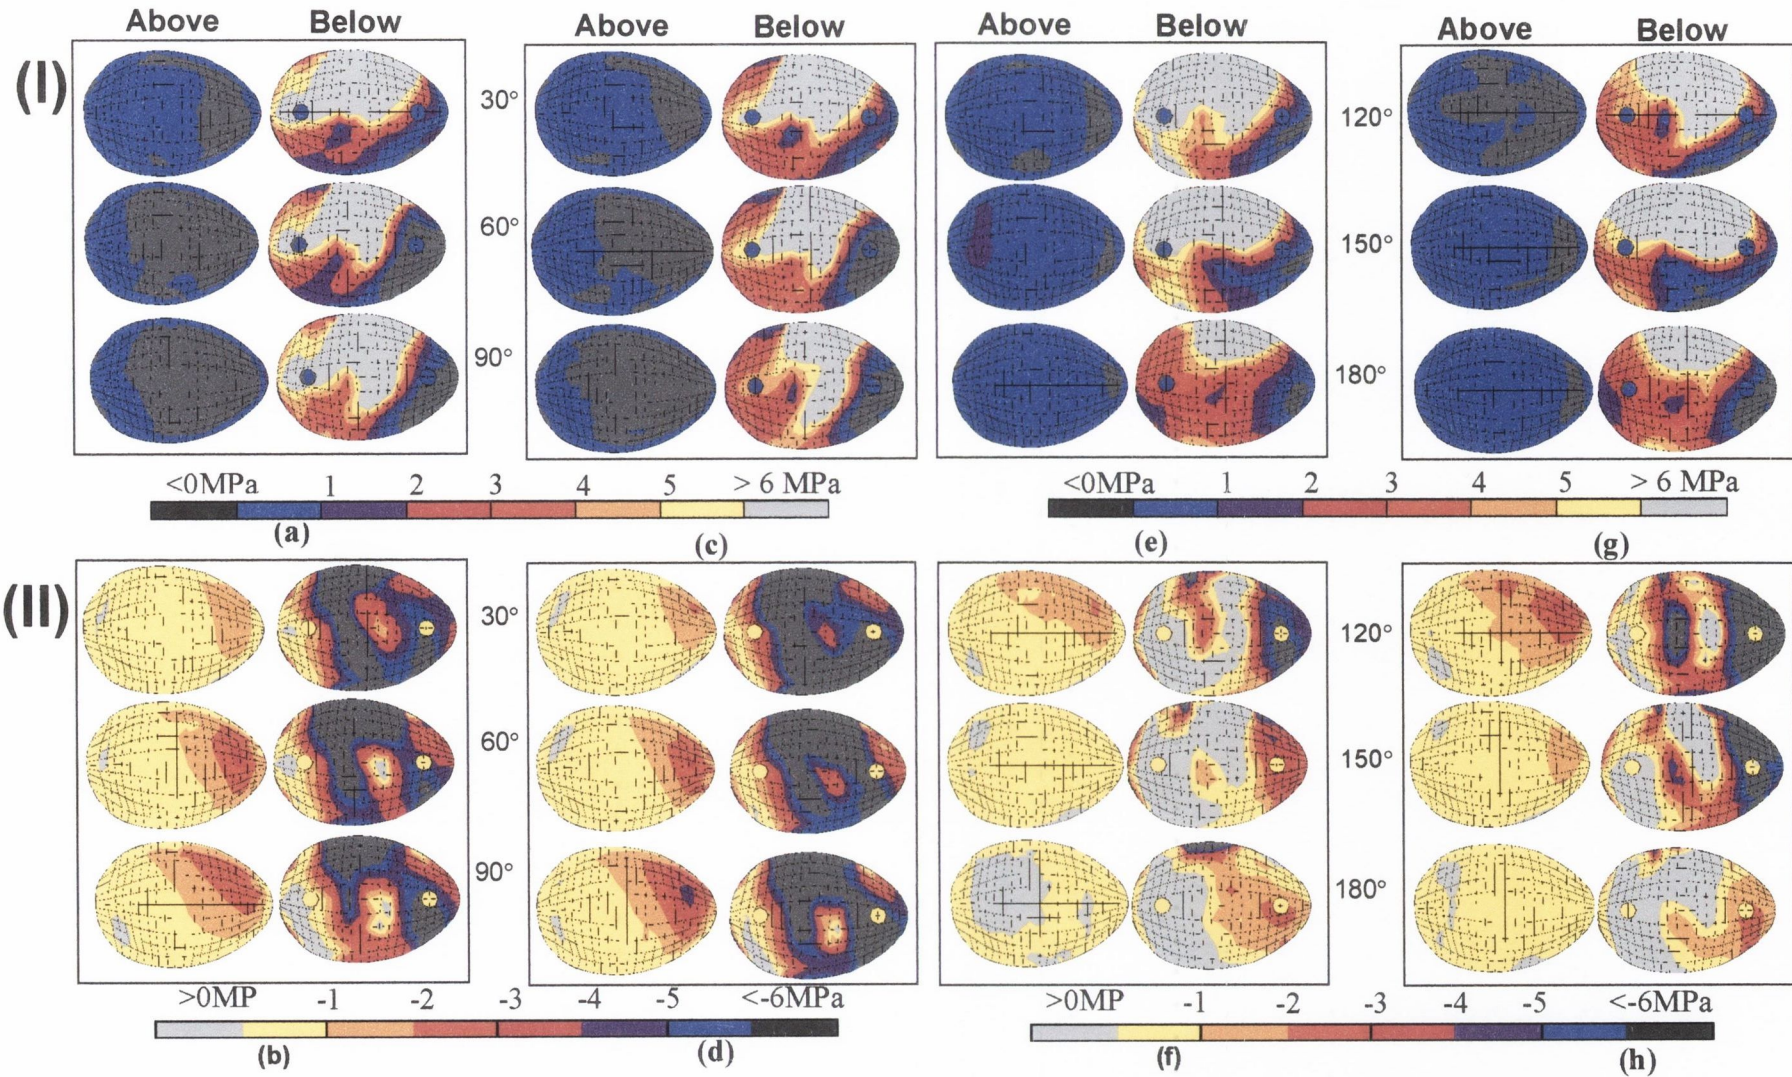 Above Below Above Below Above Below Above Below
(I)
30° 120°
60° 150°
90° 180°
<0MPa 1 2 3 4 5 > 6 MPa <0MPa 1 2 3 4 5 > 6 MPa
(a) (c) (e) (g)
(II)
30° 120°
60° 150°
90° 180°
>0MP -1 -2 -3 -4 -5 <-6MPa >0MP -1 -2 -3 -4 -5 <-6MPa
(b) (d) (f) (h)